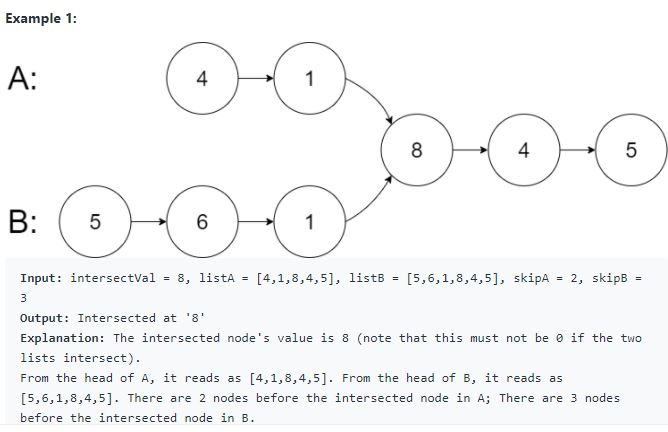 Example 1:
A:
4
1
8
4
5
B:
5
6
1
Input: intersectVal = 8, listA = [4,1,8,4,5], listB = [5,6,1,8,4,5], skipA = 2, skipB =
3
Output: Intersected at '8'
Explanation: The intersected node's value is 8 (note that this must not be 0 if the two
lists intersect).
From the head of A, it reads as [4,1,8,4,5]. From the head of B, it reads as
[5,6,1,8,4,5]. There are 2 nodes before the intersected node in A; There are 3 nodes
before the intersected node in B.